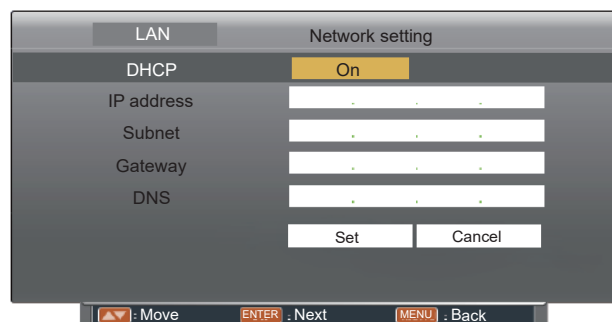 LAN Network setting
DHCP On
IP address . . .
Subnet . . .
Gateway . . .
DNS . . .
Set Cancel
▲▼ : Move ENTER : Next MENU : Back